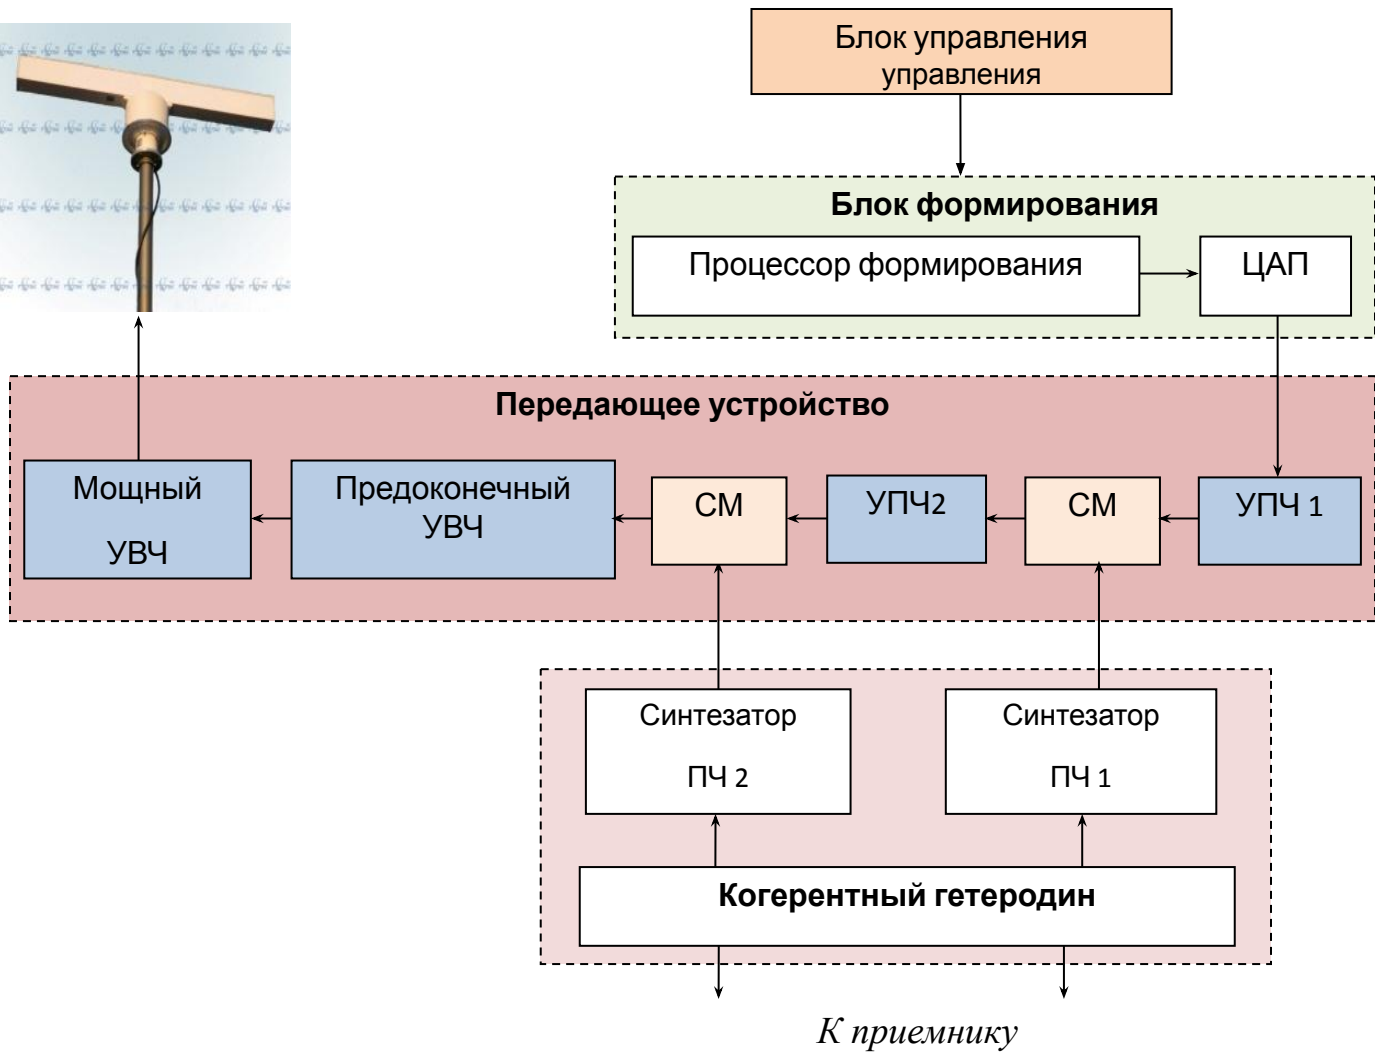 Блок управления
управления
Блок формирования
Процессор формирования
ЦАП
Передающее устройство
Мощный
УВЧ
Предоконечный
УВЧ
СМ
УПЧ2
СМ
УПЧ 1
Синтезатор
ПЧ 2
Синтезатор
ПЧ 1
Когерентный гетеродин
К приемнику